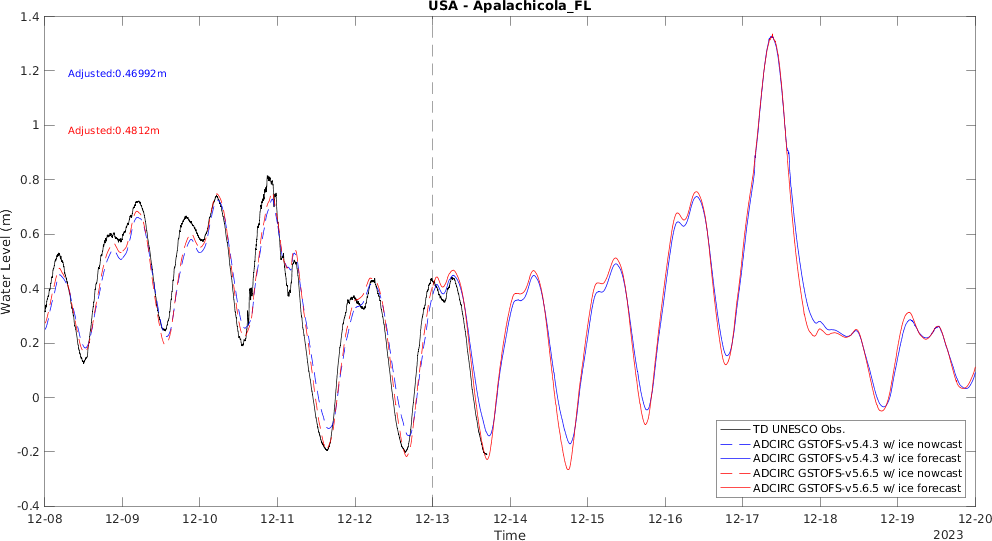 USA - Apalachicola_FL
1.4
1.2
1
0.8
0.6
0.4
0.2
0
-0.2
-0.4
Water Level (m)
Adjusted:0.46992m
Adjusted:0.4812m
TD UNESCO Obs.
ADCIRC GSTOFS-v5.4.3 w/ ice nowcast
ADCIRC GSTOFS-v5.4.3 w/ ice forecast
ADCIRC GSTOFS-v5.6.5 w/ ice nowcast
ADCIRC GSTOFS-v5.6.5 w/ ice forecast
12-08 12-09 12-10 12-11 12-12 12-13 12-14 12-15 12-16 12-17 12-18 12-19 12-20
Time
2023